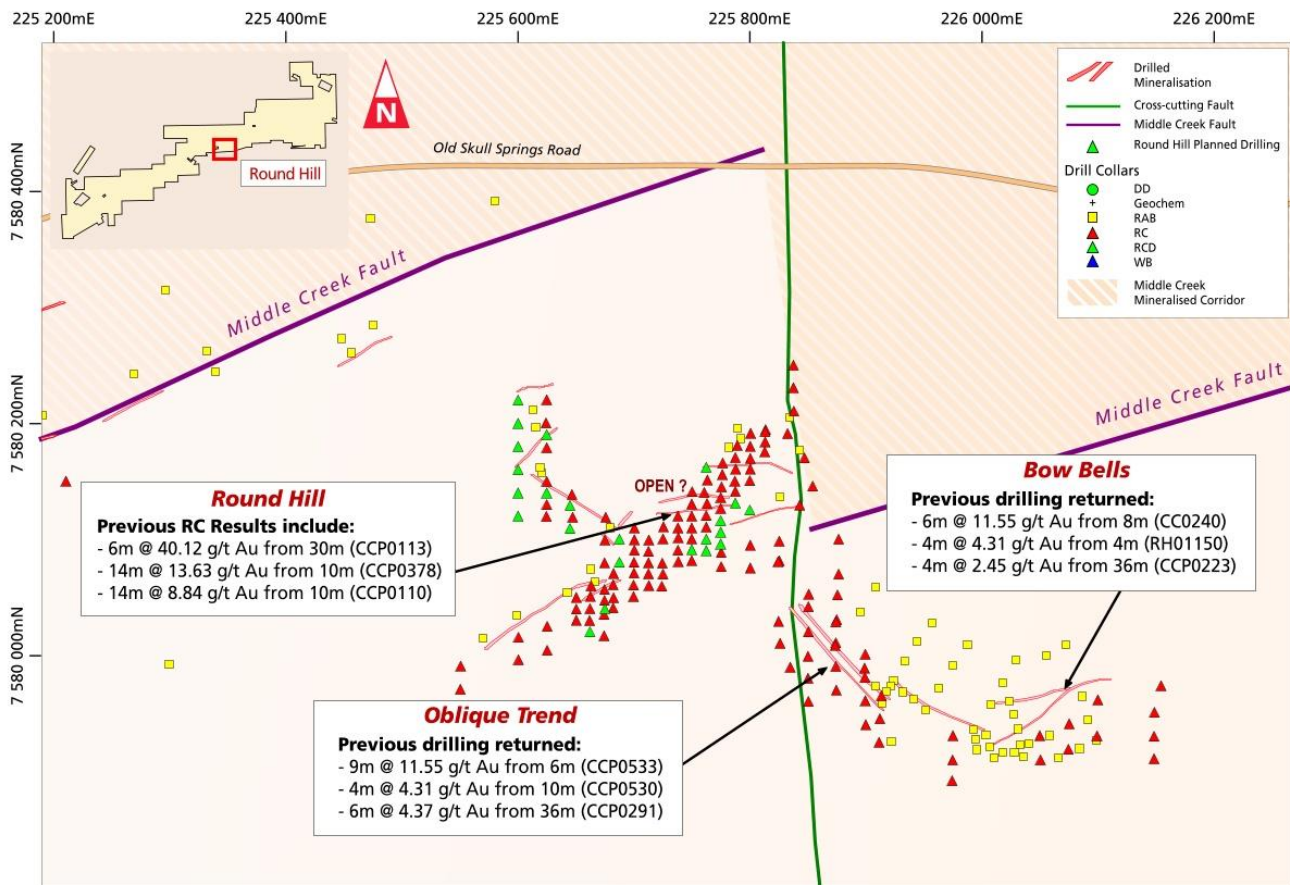 225 200mE
225 400mE
225 600mE
225 800mE
226 000mE
226 200mE
7 580 400mN
7 580 200mN
7 580 000mN
N
Round Hill
Old Skull Springs Road
Middle Creek Fault
Middle Creek Fault
Drilled
Mineralisation
Cross-cutting Fault
Middle Creek Fault
Round Hill Planned Drilling
Drill Collars
DD
Geochem
RAB
RC
RCD
WB
Middle Creek
Mineralised Corridor
OPEN ?
Round Hill
Previous RC Results include:
- 6m @ 40.12 g/t Au from 30m (CCP0113)
- 14m @ 13.63 g/t Au from 10m (CCP0378)
- 14m @ 8.84 g/t Au from 10m (CCP0110)
Bow Bells
Previous drilling returned:
- 6m @ 11.55 g/t Au from 8m (CC0240)
- 4m @ 4.31 g/t Au from 4m (RH01150)
- 4m @ 2.45 g/t Au from 36m (CCP0223)
Oblique Trend
Previous drilling returned:
- 9m @ 11.55 g/t Au from 6m (CCP0533)
- 4m @ 4.31 g/t Au from 10m (CCP0530)
- 6m @ 4.37 g/t Au from 36m (CCP0291)